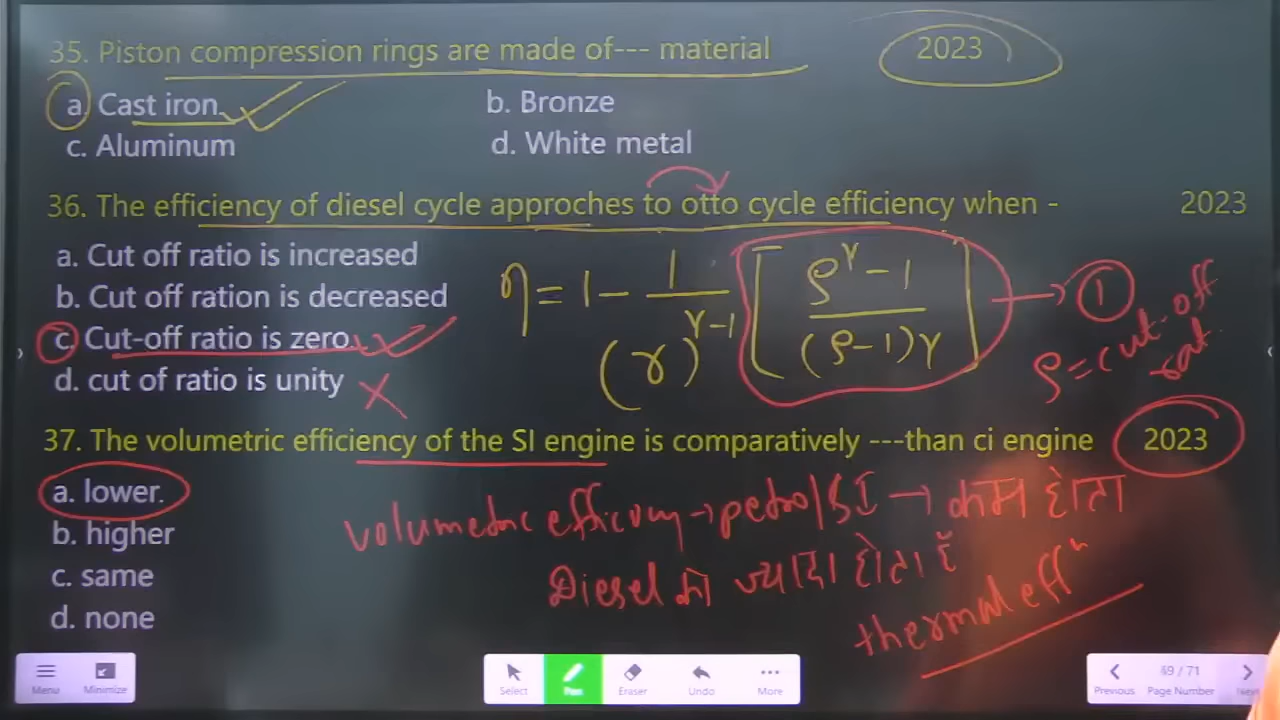 35. Piston compression rings are made of--- material 2023
a. Cast iron. b. Bronze
c. Aluminum d. White metal
36. The efficiency of diesel cycle approches to otto cycle efficiency when - 2023
a. Cut off ratio is increased
b. Cut off ration is decreased
c. Cut-off ratio is zero.
d. cut of ratio is unity
η = 1 - 1/(r)^γ-1 [ρ^γ - 1/(ρ-1)γ] → 1
ρ = cut-off
rat.
37. The volumetric efficiency of the SI engine is comparatively ---than ci engine 2023
a. lower.
b. higher
c. same
d. none
volumetric efficiency → petrol/SI → कम होता
Diesel में ज्यादा होता है
thermal effⁿ
Menu Minimize Select Pen Eraser Undo More Previous 49 / 71 Page Number